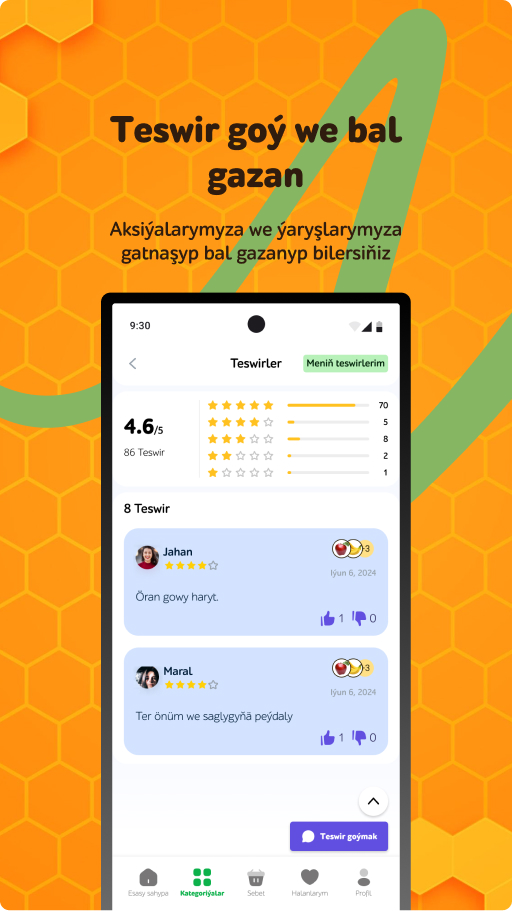 Teswir goý we bal
gazan
Aksiýalarymyza we ýaryşlarymyza
gatnaşyp bal gazanyp bilersiňiz
9:30
Teswirler
Meniň teswirlerim
4.6/5
86 Teswir
70
5
8
2
1
8 Teswir
Jahan
+3
Iýun 6, 2024
Öran gowy haryt.
1
0
Maral
+3
Iýun 6, 2024
Ter önüm we saglygyňä peýdaly
1
0
Teswir goýmak
Esasy sahypa
Kategoriýalar
Sebet
Halanlarym
Profil